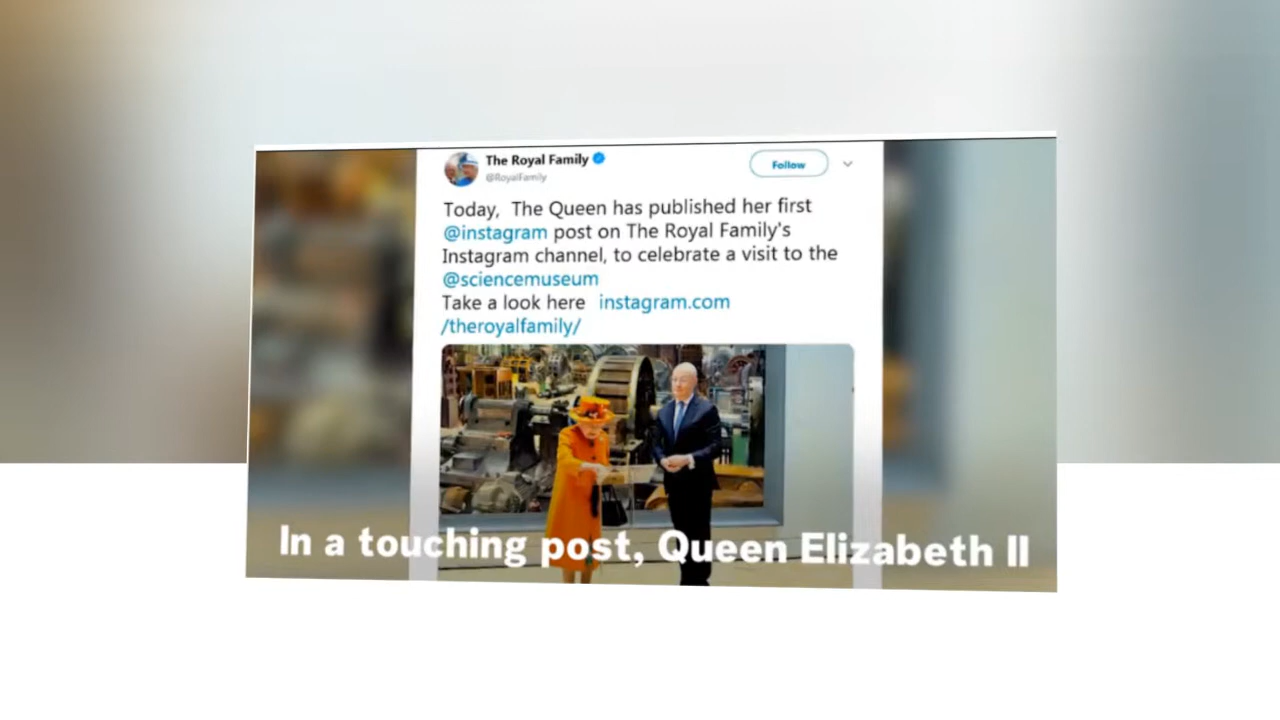 The Royal Family
@RoyalFamily
Follow
Today, The Queen has published her first
@instagram post on The Royal Family's
Instagram channel, to celebrate a visit to the
@sciencemuseum
Take a look here instagram.com
/theroyalfamily/
In a touching post, Queen Elizabeth II